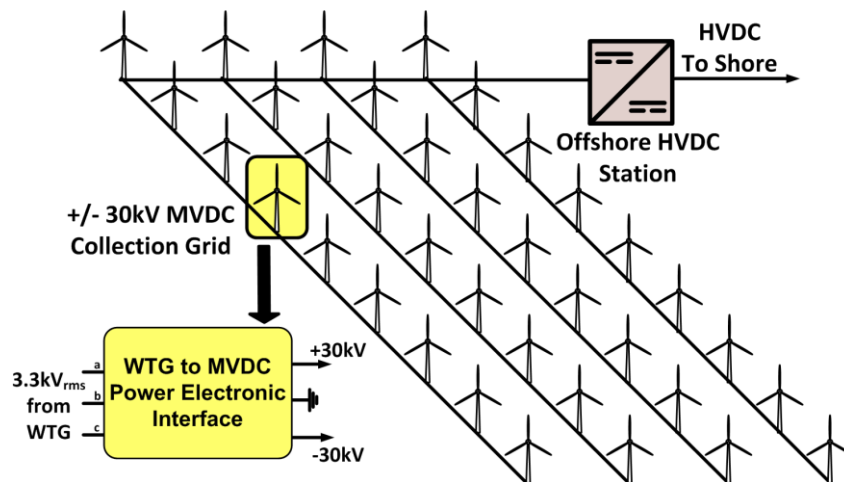 HVDC
To Shore
Offshore HVDC
Station
+/- 30kV MVDC
Collection Grid
WTG to MVDC
Power Electronic
Interface
3.3kVrms
from
WTG
a
b
c
+30kV
-30kV